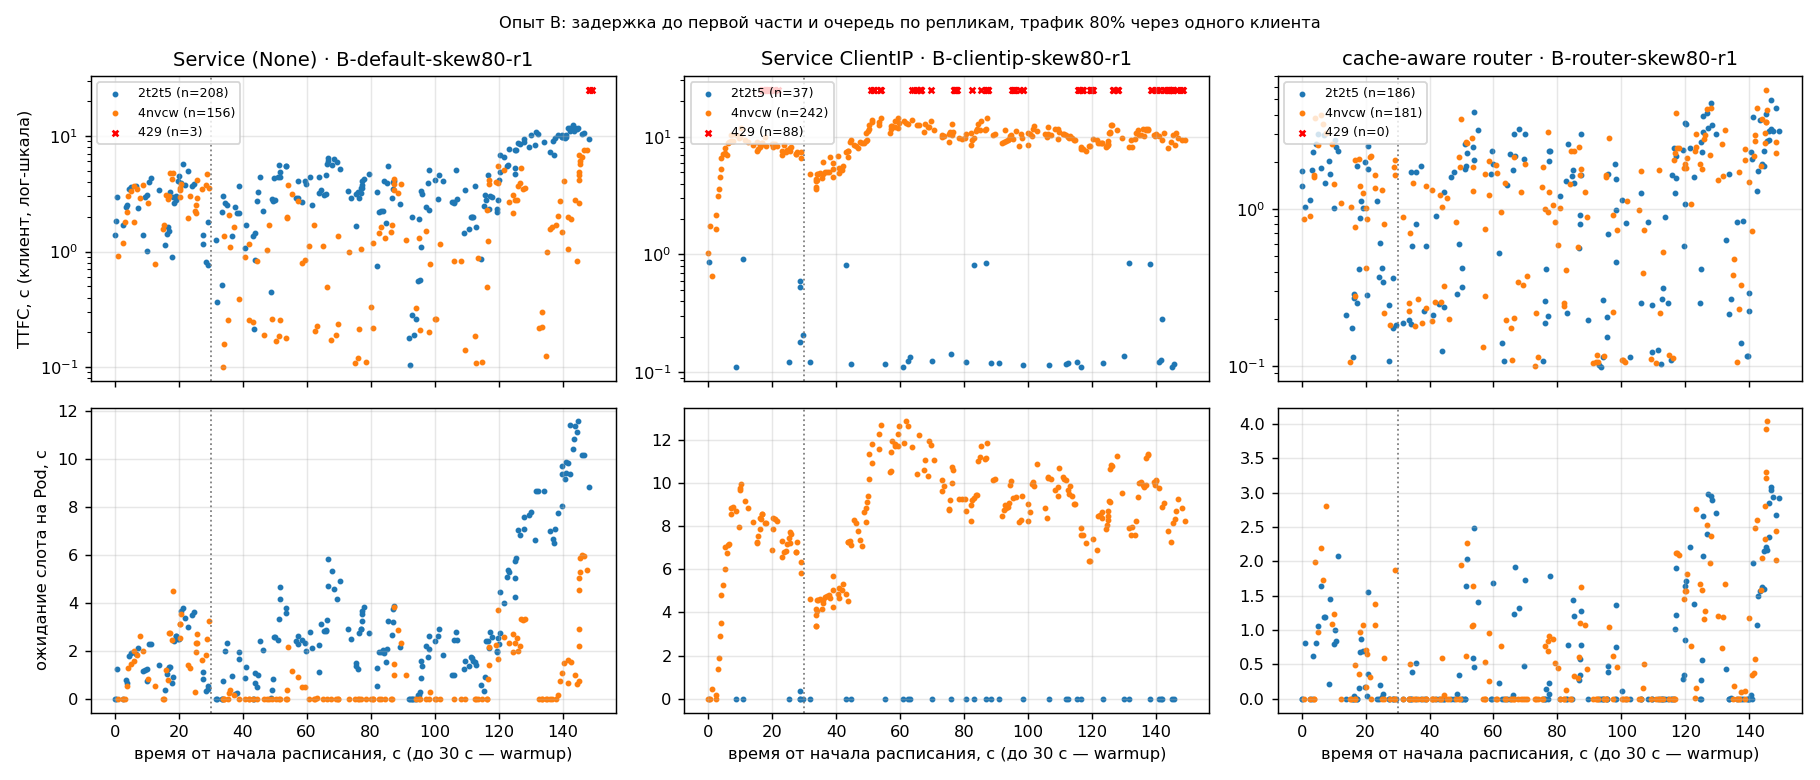 Опыт B: задержка до первой части и очередь по репликам, трафик 80% через одного клиента
Service (None) · B-default-skew80-r1
Service ClientIP · B-clientip-skew80-r1
cache-aware router · B-router-skew80-r1
TTFC, с (клиент, лог-шкала)
10¹
10⁰
10⁻¹
2t2t5 (n=208)
4nvcw (n=156)
429 (n=3)
10¹
10⁰
10⁻¹
2t2t5 (n=37)
4nvcw (n=242)
429 (n=88)
10⁰
10⁻¹
2t2t5 (n=186)
4nvcw (n=181)
429 (n=0)
ожидание слота на Pod, с
12
10
8
6
4
2
0
0 20 40 60 80 100 120 140
время от начала расписания, с (до 30 с — warmup)
12
10
8
6
4
2
0
0 20 40 60 80 100 120 140
время от начала расписания, с (до 30 с — warmup)
4.0
3.5
3.0
2.5
2.0
1.5
1.0
0.5
0.0
0 20 40 60 80 100 120 140
время от начала расписания, с (до 30 с — warmup)